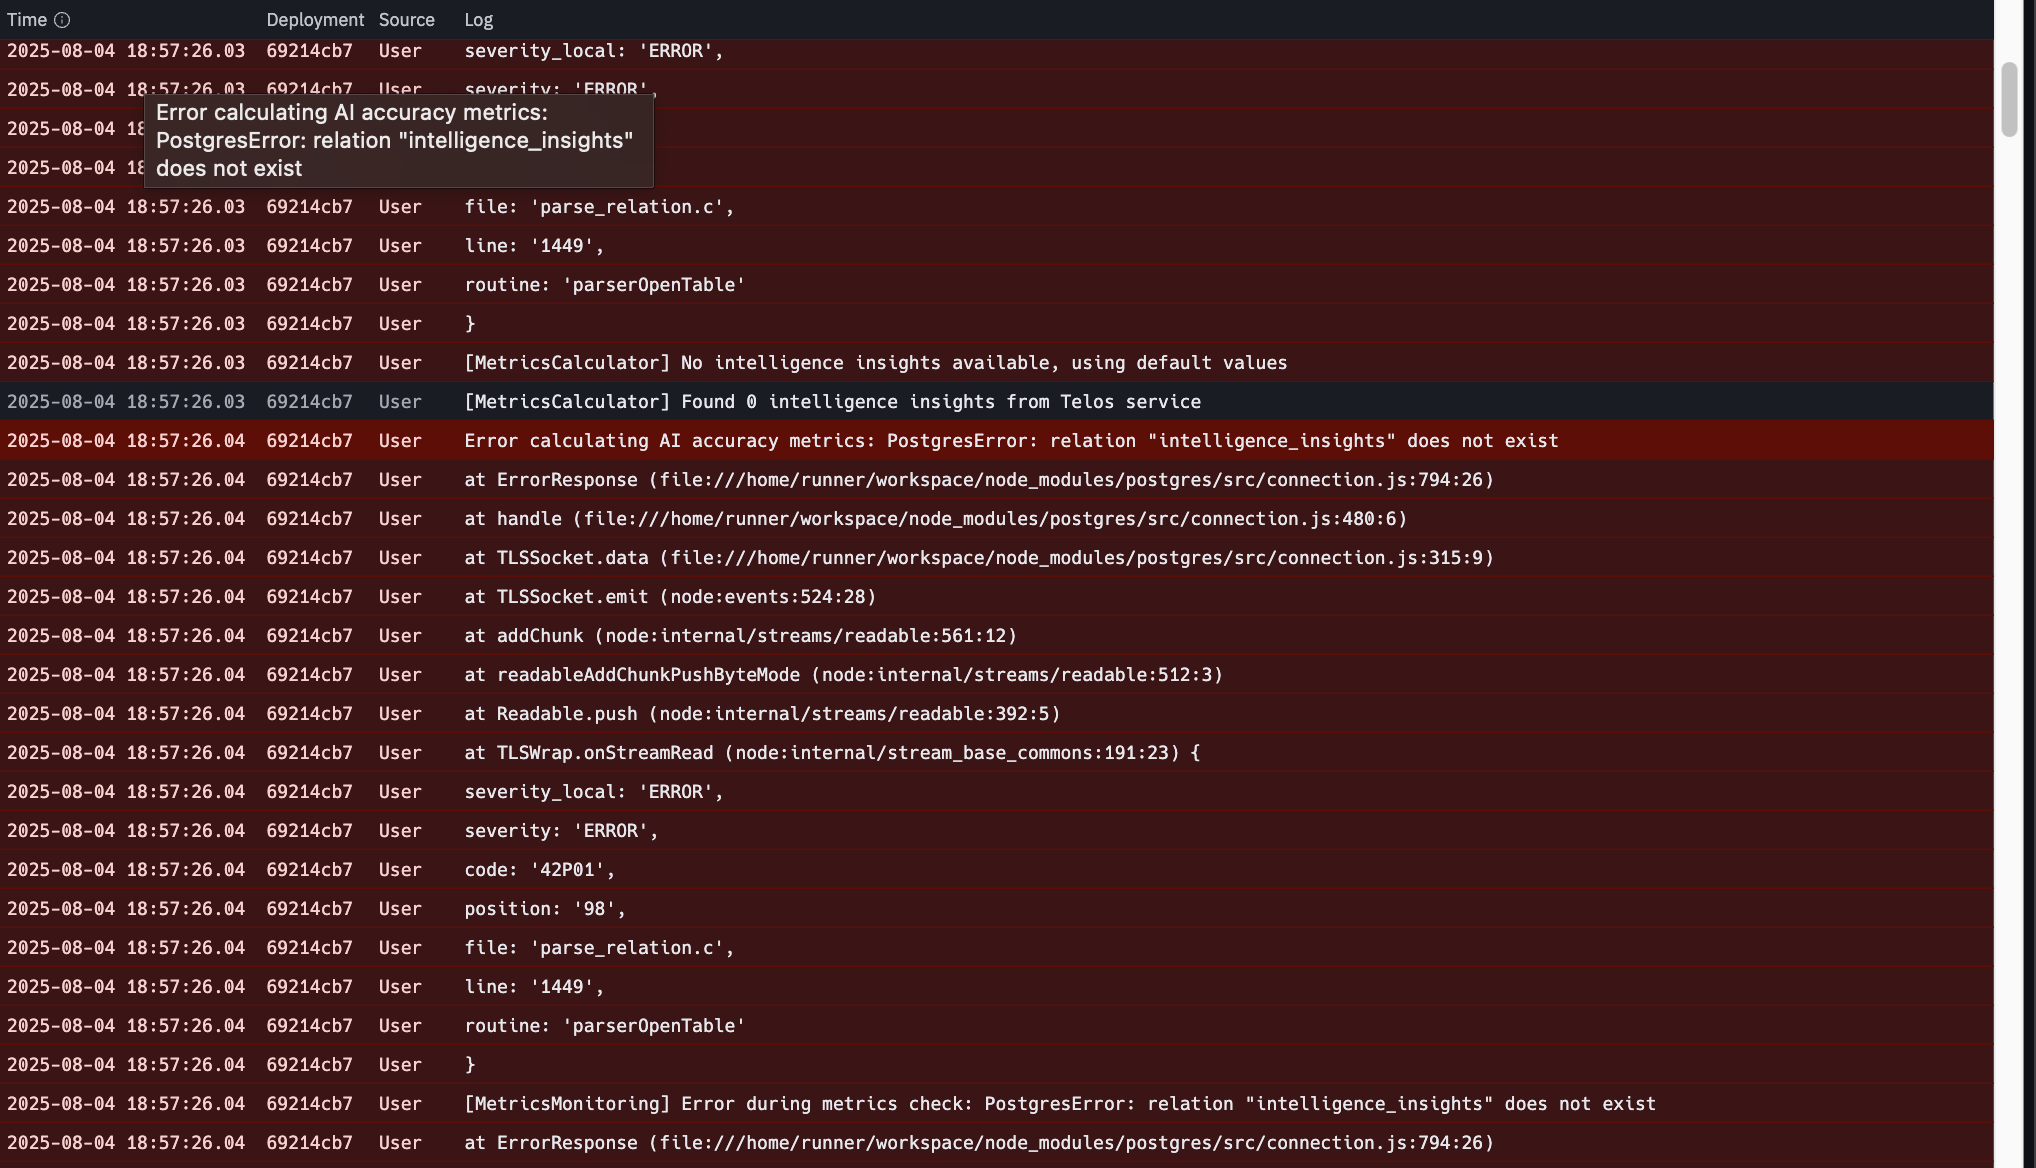 Time Deployment Source Log
2025-08-04 18:57:26.03 69214cb7 User severity_local: 'ERROR',
2025-08-04 18:57:26.03 69214cb7 User severity: 'ERROR',
Error calculating AI accuracy metrics:
PostgresError: relation "intelligence_insights"
does not exist
2025-08-04 18
2025-08-04 18
2025-08-04 18:57:26.03 69214cb7 User file: 'parse_relation.c',
2025-08-04 18:57:26.03 69214cb7 User line: '1449',
2025-08-04 18:57:26.03 69214cb7 User routine: 'parserOpenTable'
2025-08-04 18:57:26.03 69214cb7 User }
2025-08-04 18:57:26.03 69214cb7 User [MetricsCalculator] No intelligence insights available, using default values
2025-08-04 18:57:26.03 69214cb7 User [MetricsCalculator] Found 0 intelligence insights from Telos service
2025-08-04 18:57:26.04 69214cb7 User Error calculating AI accuracy metrics: PostgresError: relation "intelligence_insights" does not exist
2025-08-04 18:57:26.04 69214cb7 User at ErrorResponse (file:///home/runner/workspace/node_modules/postgres/src/connection.js:794:26)
2025-08-04 18:57:26.04 69214cb7 User at handle (file:///home/runner/workspace/node_modules/postgres/src/connection.js:480:6)
2025-08-04 18:57:26.04 69214cb7 User at TLSSocket.data (file:///home/runner/workspace/node_modules/postgres/src/connection.js:315:9)
2025-08-04 18:57:26.04 69214cb7 User at TLSSocket.emit (node:events:524:28)
2025-08-04 18:57:26.04 69214cb7 User at addChunk (node:internal/streams/readable:561:12)
2025-08-04 18:57:26.04 69214cb7 User at readableAddChunkPushByteMode (node:internal/streams/readable:512:3)
2025-08-04 18:57:26.04 69214cb7 User at Readable.push (node:internal/streams/readable:392:5)
2025-08-04 18:57:26.04 69214cb7 User at TLSWrap.onStreamRead (node:internal/stream_base_commons:191:23) {
2025-08-04 18:57:26.04 69214cb7 User severity_local: 'ERROR',
2025-08-04 18:57:26.04 69214cb7 User severity: 'ERROR',
2025-08-04 18:57:26.04 69214cb7 User code: '42P01',
2025-08-04 18:57:26.04 69214cb7 User position: '98',
2025-08-04 18:57:26.04 69214cb7 User file: 'parse_relation.c',
2025-08-04 18:57:26.04 69214cb7 User line: '1449',
2025-08-04 18:57:26.04 69214cb7 User routine: 'parserOpenTable'
2025-08-04 18:57:26.04 69214cb7 User }
2025-08-04 18:57:26.04 69214cb7 User [MetricsMonitoring] Error during metrics check: PostgresError: relation "intelligence_insights" does not exist
2025-08-04 18:57:26.04 69214cb7 User at ErrorResponse (file:///home/runner/workspace/node_modules/postgres/src/connection.js:794:26)